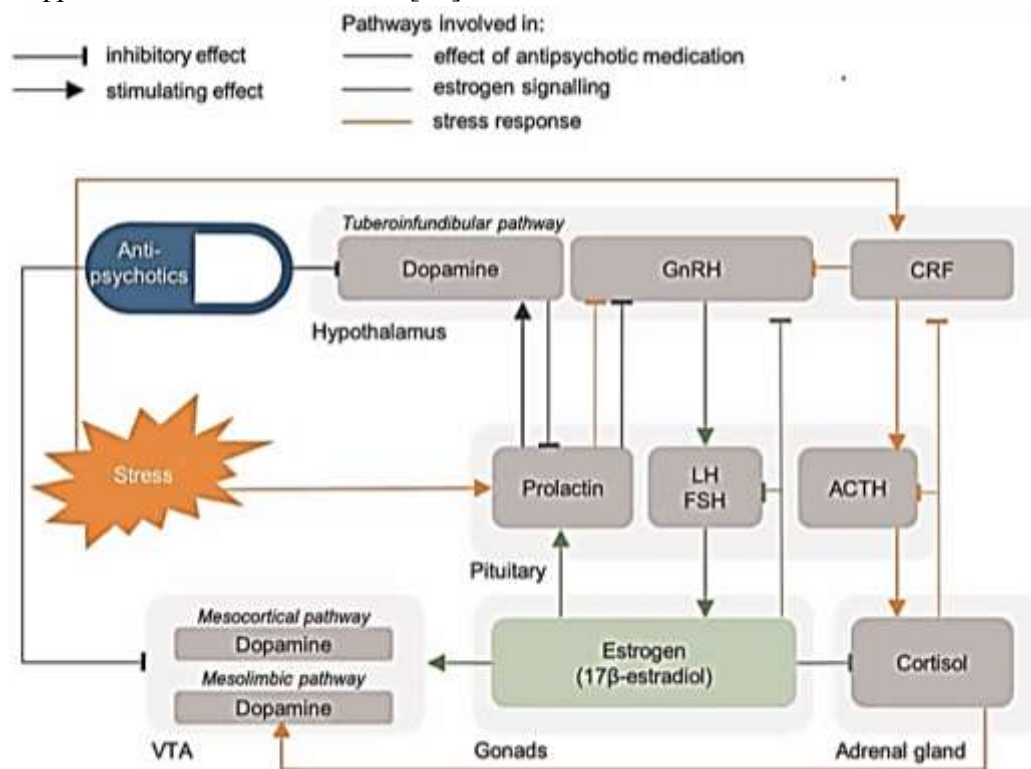 Pathways involved in:
inhibitory effect
effect of antipsychotic medication
stimulating effect
estrogen signalling
stress response
Tuberoinfundibular pathway
Anti-
psychotics
Dopamine
GnRH
CRF
Hypothalamus
Stress
Prolactin
LH
FSH
ACTH
Pituitary
Mesocortical pathway
Dopamine
Mesolimbic pathway
Dopamine
Estrogen
(17β-estradiol)
Cortisol
VTA
Gonads
Adrenal gland